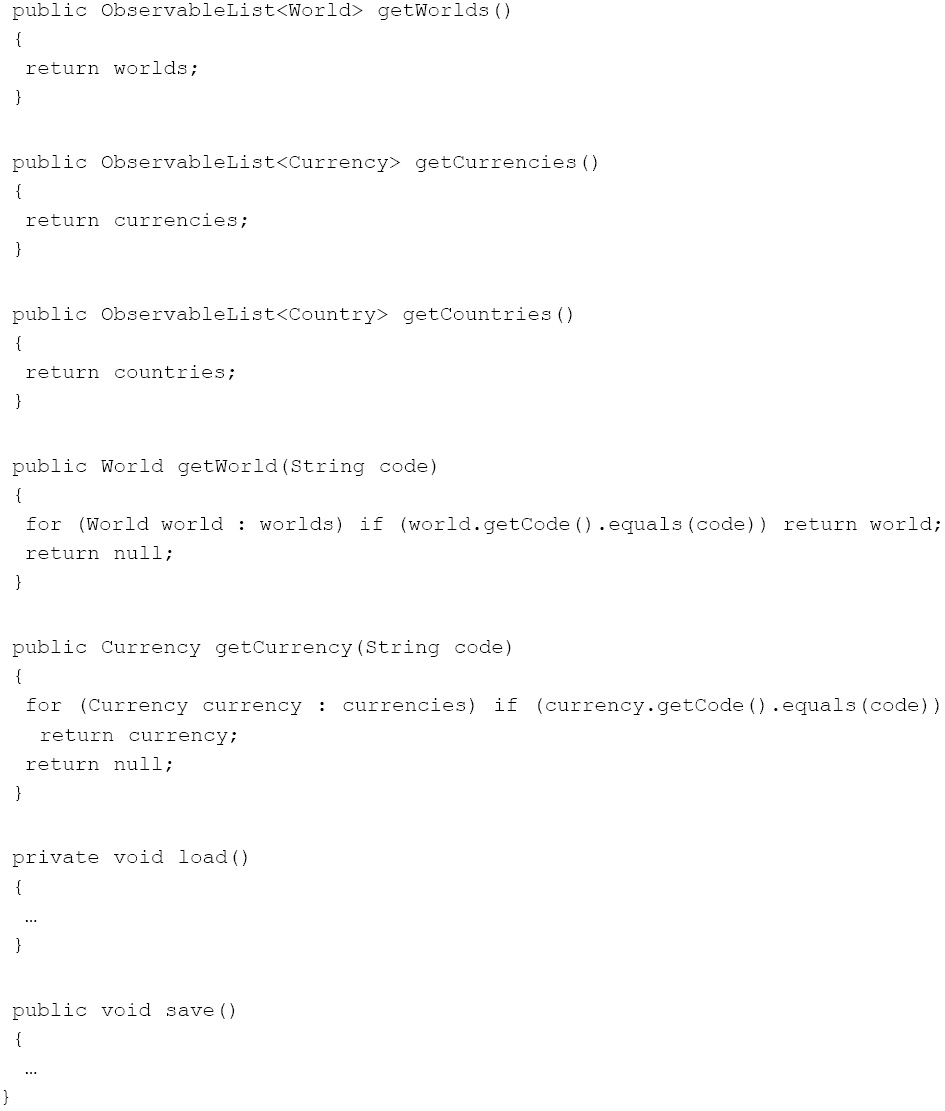 public ObservableList<World> getWorlds()
{
return worlds;
}
public ObservableList<Currency> getCurrencies()
{
return currencies;
}
public ObservableList<Country> getCountries()
{
return countries;
}
public World getWorld(String code)
{
for (World world : worlds) if (world.getCode().equals(code)) return world;
return null;
}
public Currency getCurrency(String code)
{
for (Currency currency : currencies) if (currency.getCode().equals(code))
return currency;
return null;
}
private void load()
{
…
}
public void save()
{
…
}